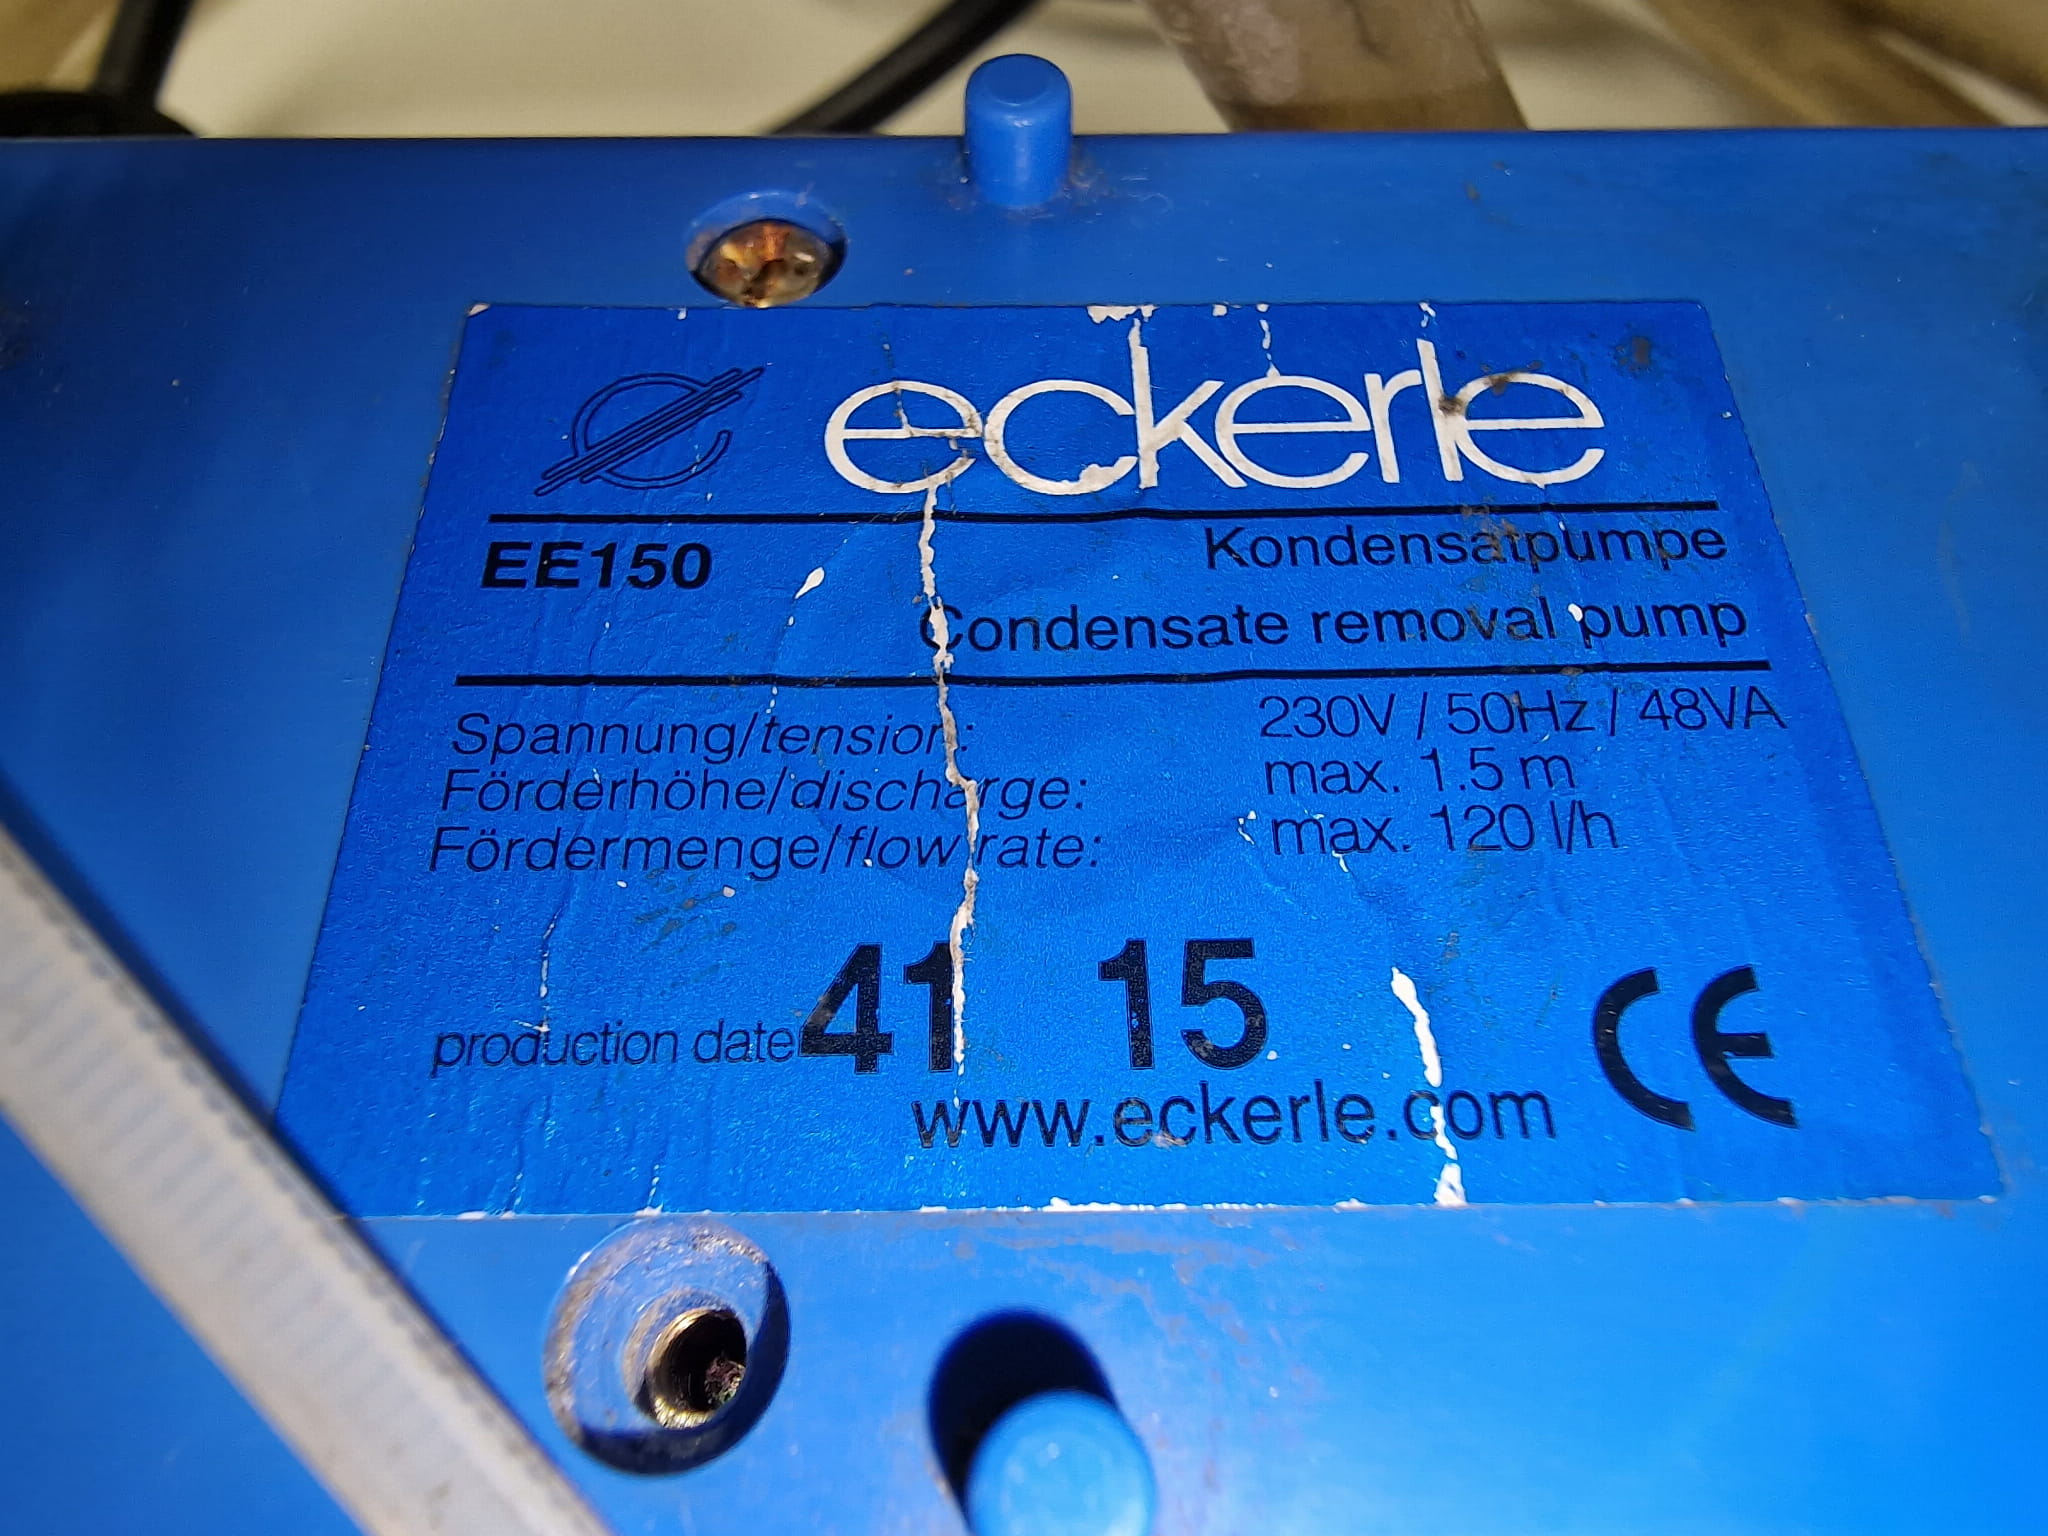 eckerle
EE150
Kondensatpumpe
Condensate removal pump
Spannung/tension: 230V / 50Hz / 48VA
Förderhöhe/discharge: max. 1.5 m
Fördermenge/flow rate: max. 120 l/h
production date 41 15
www.eckerle.com
CE